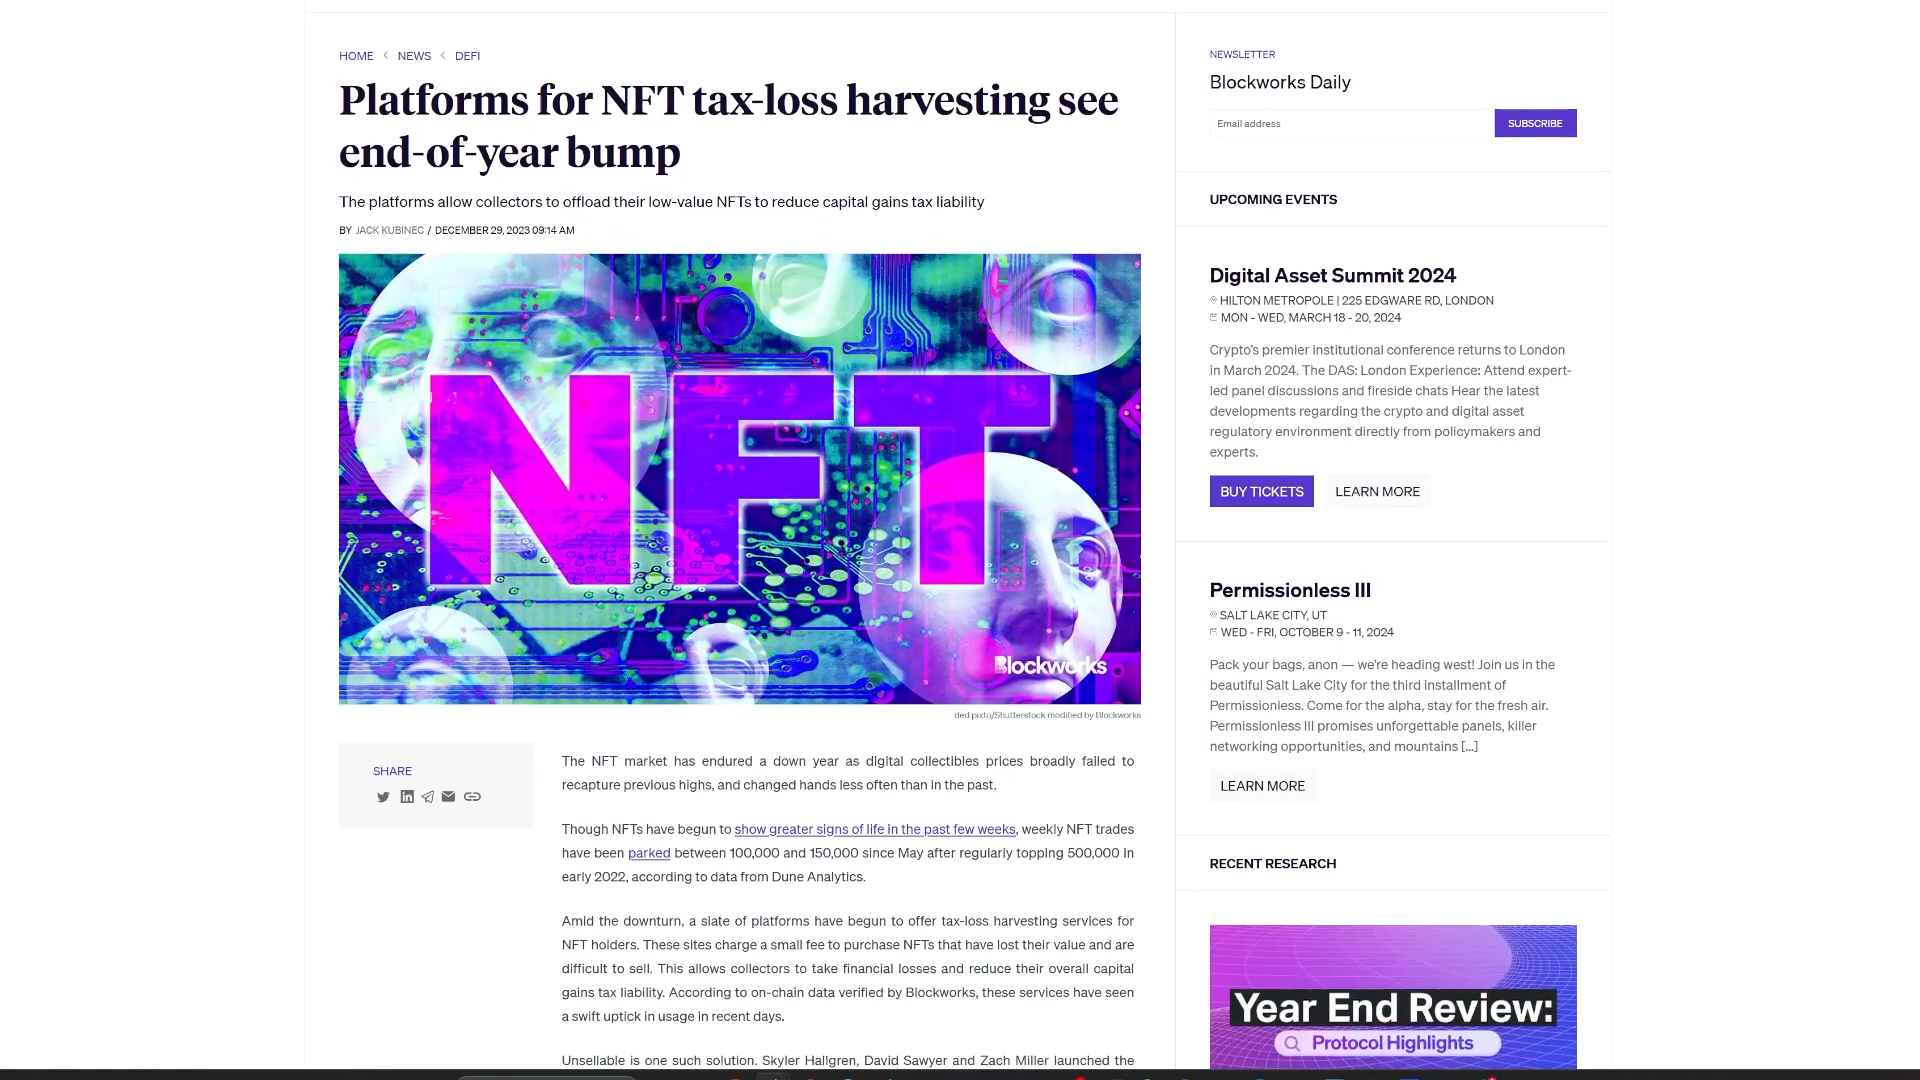 HOME < NEWS < DEFI
Platforms for NFT tax-loss harvesting see
end-of-year bump
The platforms allow collectors to offload their low-value NFTs to reduce capital gains tax liability
BY JACK KUBINEC / DECEMBER 29, 2023 09:14 AM
NFT
Blockworks
ded pixto/Shutterstock modified by Blockworks
SHARE
The NFT market has endured a down year as digital collectibles prices broadly failed to
recapture previous highs, and changed hands less often than in the past.
Though NFTs have begun to show greater signs of life in the past few weeks, weekly NFT trades
have been parked between 100,000 and 150,000 since May after regularly topping 500,000 in
early 2022, according to data from Dune Analytics.
Amid the downturn, a slate of platforms have begun to offer tax-loss harvesting services for
NFT holders. These sites charge a small fee to purchase NFTs that have lost their value and are
difficult to sell. This allows collectors to take financial losses and reduce their overall capital
gains tax liability. According to on-chain data verified by Blockworks, these services have seen
a swift uptick in usage in recent days.
Unsellable is one such solution. Skyler Hallgren, David Sawyer and Zach Miller launched the
NEWSLETTER
Blockworks Daily
Email address
SUBSCRIBE
UPCOMING EVENTS
Digital Asset Summit 2024
HILTON METROPOLE | 225 EDGWARE RD, LONDON
MON - WED, MARCH 18 - 20, 2024
Crypto's premier institutional conference returns to London
in March 2024. The DAS: London Experience: Attend expert-
led panel discussions and fireside chats Hear the latest
developments regarding the crypto and digital asset
regulatory environment directly from policymakers and
experts.
BUY TICKETS LEARN MORE
Permissionless III
SALT LAKE CITY, UT
WED - FRI, OCTOBER 9 - 11, 2024
Pack your bags, anon — we're heading west! Join us in the
beautiful Salt Lake City for the third installment of
Permissionless. Come for the alpha, stay for the fresh air.
Permissionless III promises unforgettable panels, killer
networking opportunities, and mountains [...]
LEARN MORE
RECENT RESEARCH
Year End Review:
Protocol Highlights